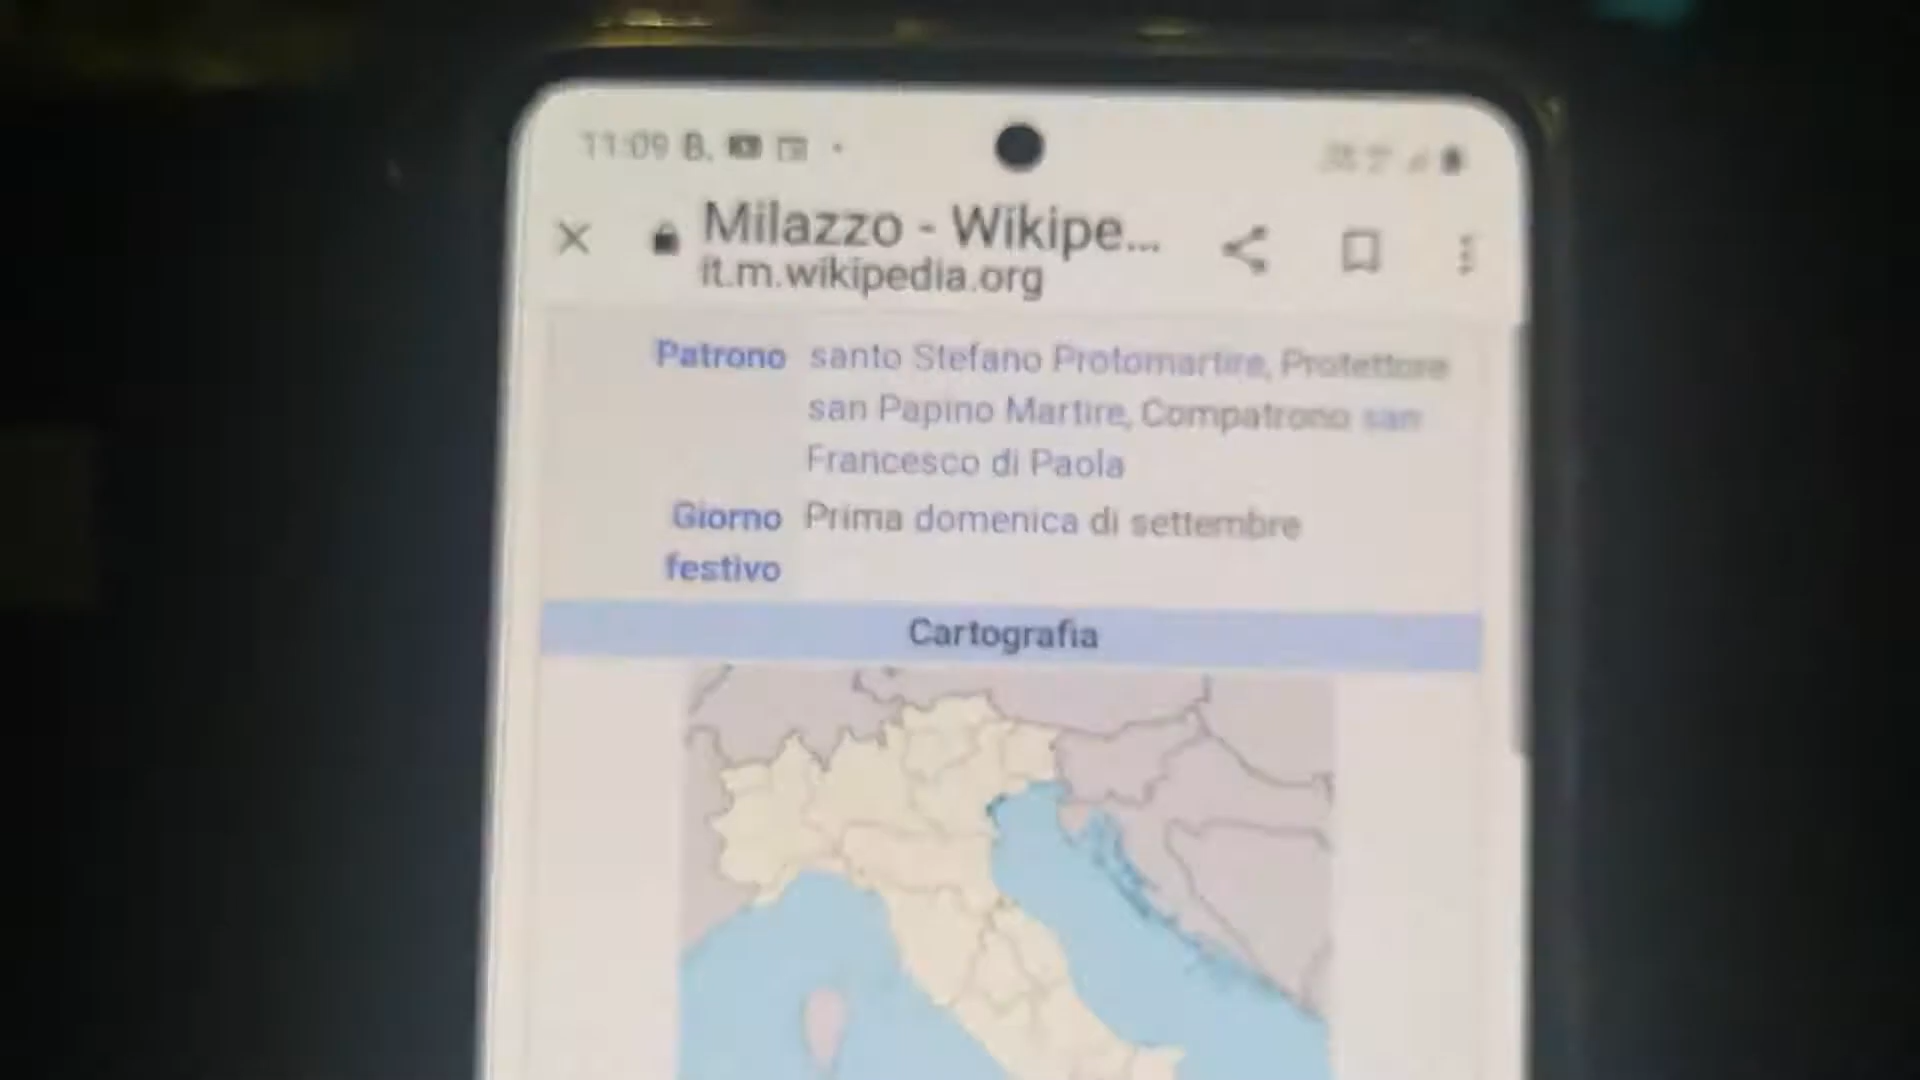 11:09 B.
Milazzo - Wikipe...
it.m.wikipedia.org
Patrono santo Stefano Protomartire, Protettore
san Papino Martire, Compatrono san
Francesco di Paola
Giorno Prima domenica di settembre
festivo
Cartografia